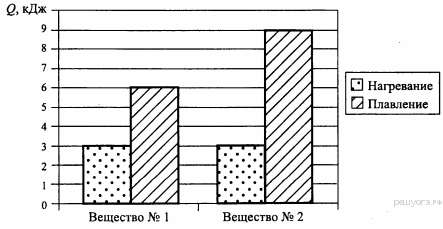 Q, кДж
9
8
7
6
5
4
3
2
1
0
Вещество № 1
Вещество № 2
Нагревание
Плавление
решуогэ.рф